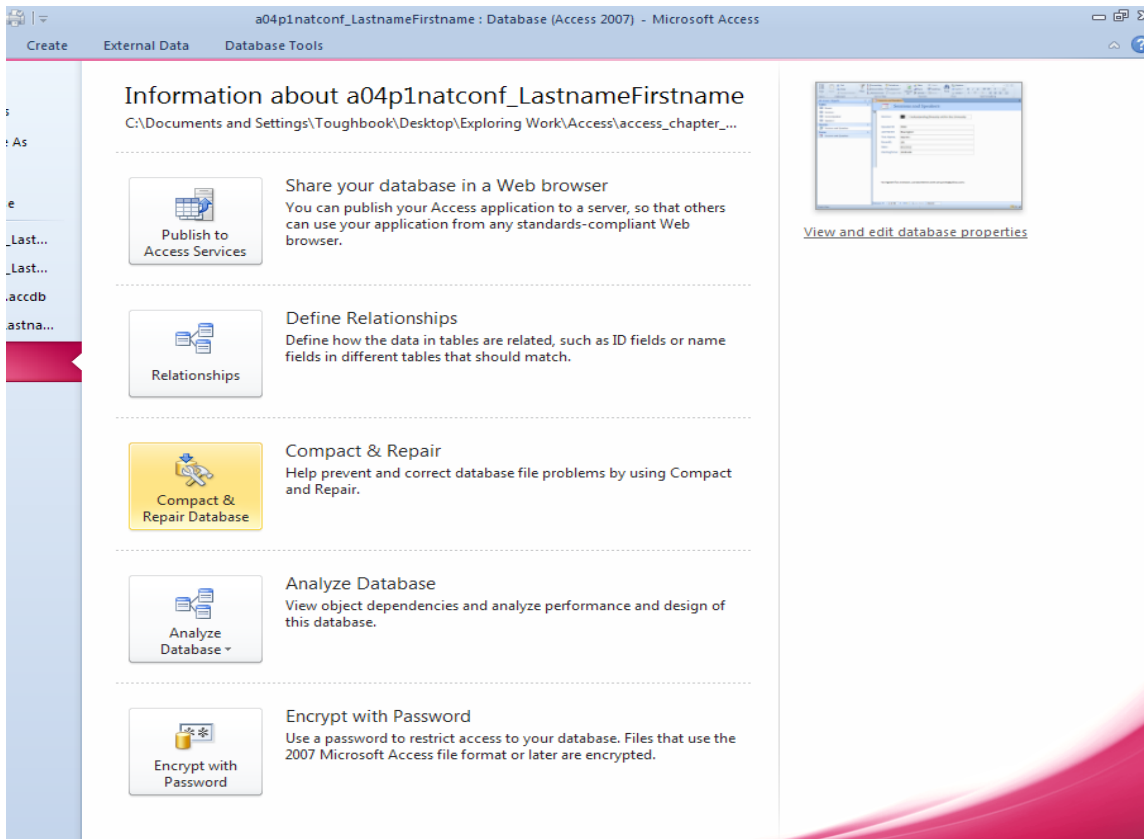 a04p1natconf_LastnameFirstname : Database (Access 2007) - Microsoft Access
Create External Data Database Tools
s
e As
e
_Last...
_Last...
.accdb
astna...
Information about a04p1natconf_LastnameFirstname
C:\Documents and Settings\Toughbook\Desktop\Exploring Work\Access\access_chapter_...
Publish to
Access Services
Share your database in a Web browser
You can publish your Access application to a server, so that others
can use your application from any standards-compliant Web
browser.
Relationships
Define Relationships
Define how the data in tables are related, such as ID fields or name
fields in different tables that should match.
Compact &
Repair Database
Compact & Repair
Help prevent and correct database file problems by using Compact
and Repair.
Analyze
Database
Analyze Database
View object dependencies and analyze performance and design of
this database.
Encrypt with
Password
Encrypt with Password
Use a password to restrict access to your database. Files that use the
2007 Microsoft Access file format or later are encrypted.
View and edit database properties